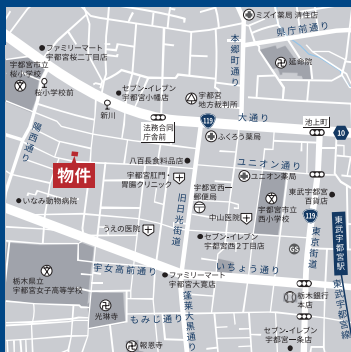 ミズイ薬局 清住店
県庁前通り
本郷町通り
ファミリーマート
宇都宮桜二丁目店
延命院
宇都宮市立
桜小学校
桜小学校前
セブン-イレブン
宇都宮小幡店
宇都宮
地方裁判所
新川
大通り
119
池上町
10
法務合同
庁舎前
ふくろう薬局
陽西通り
八百長食料品店
ユニオン通り
物件
宇都宮肛門・
胃腸クリニック
ユニオン薬局
宇都宮西一
郵便局
東武宇都宮
百貨店
いなみ動物病院
旧日光街道
中山医院
宇都宮市立
西小学校
119
東武宇都宮駅
うえの医院
セブン-イレブン
宇都宮西2丁目店
GS
東京街道
宇女高前通り
いちょう通り
東武宇都宮線
栃木県立
宇都宮女子高等学校
ファミリーマート
宇都宮大寛店
栃木銀行
本店
光琳寺
もみじ通り
蓬莱大黒通り
セブン-イレブン
宇都宮一条店
報恩寺